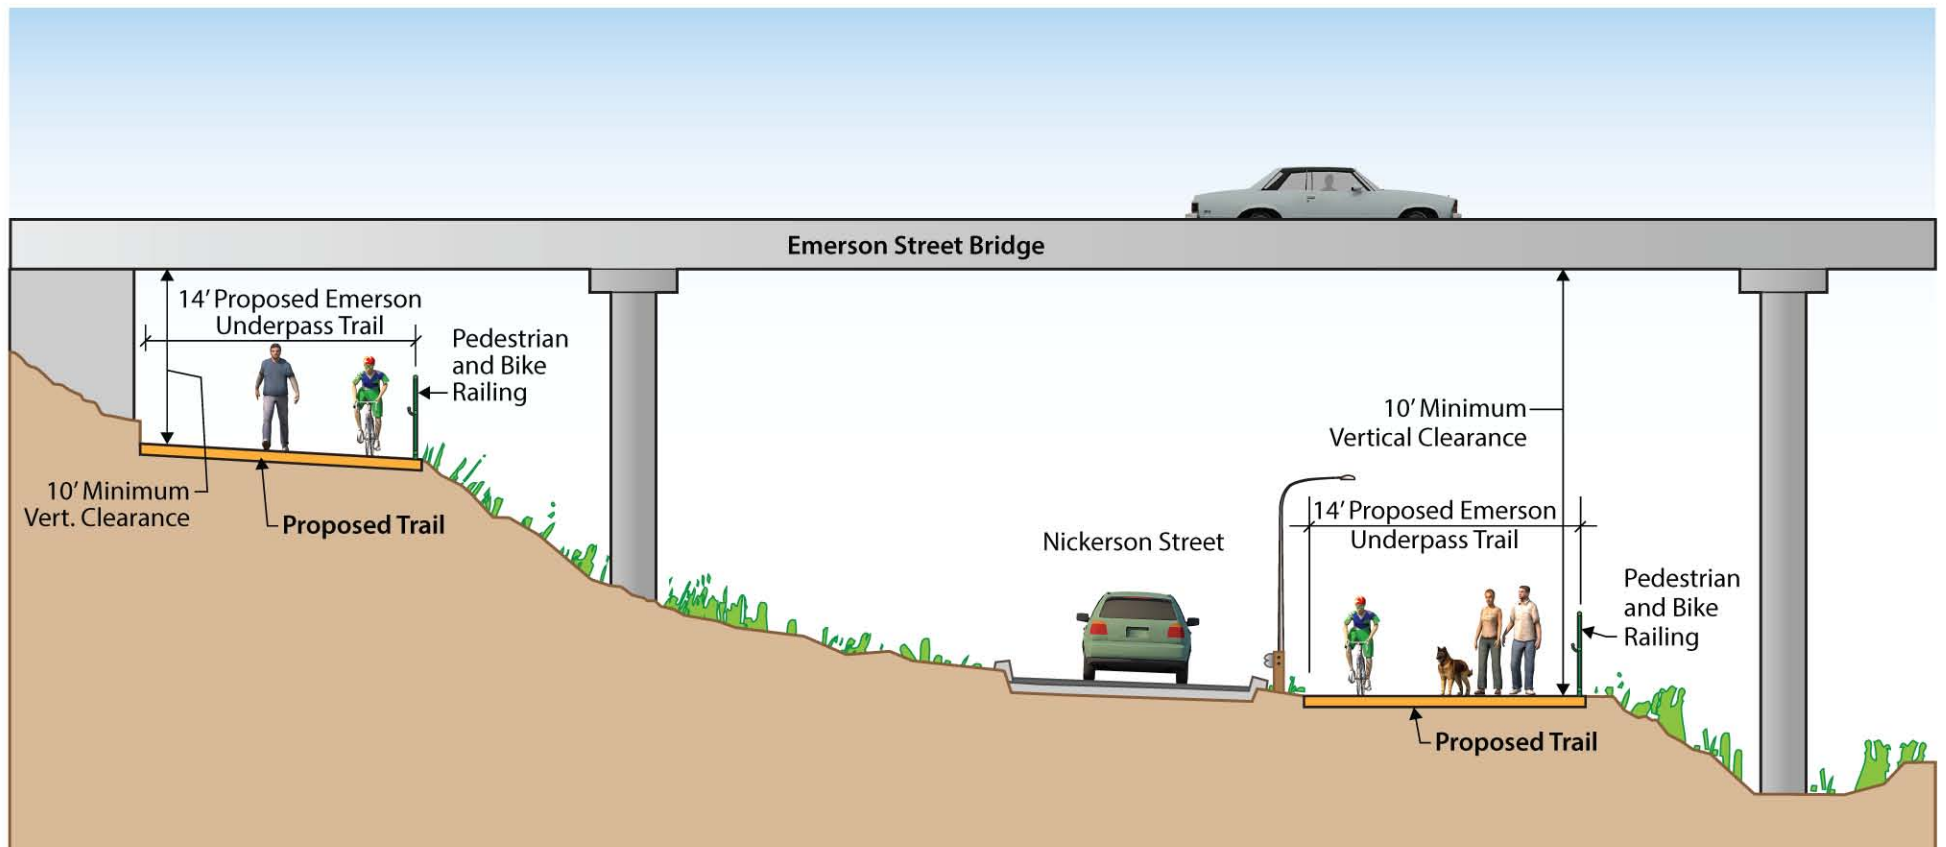 Emerson Street Bridge
14′ Proposed Emerson
Underpass Trail
Pedestrian
and Bike
Railing
10′ Minimum
Vert. Clearance
Proposed Trail
Nickerson Street
10′ Minimum
Vertical Clearance
14′ Proposed Emerson
Underpass Trail
Pedestrian
and Bike
Railing
Proposed Trail